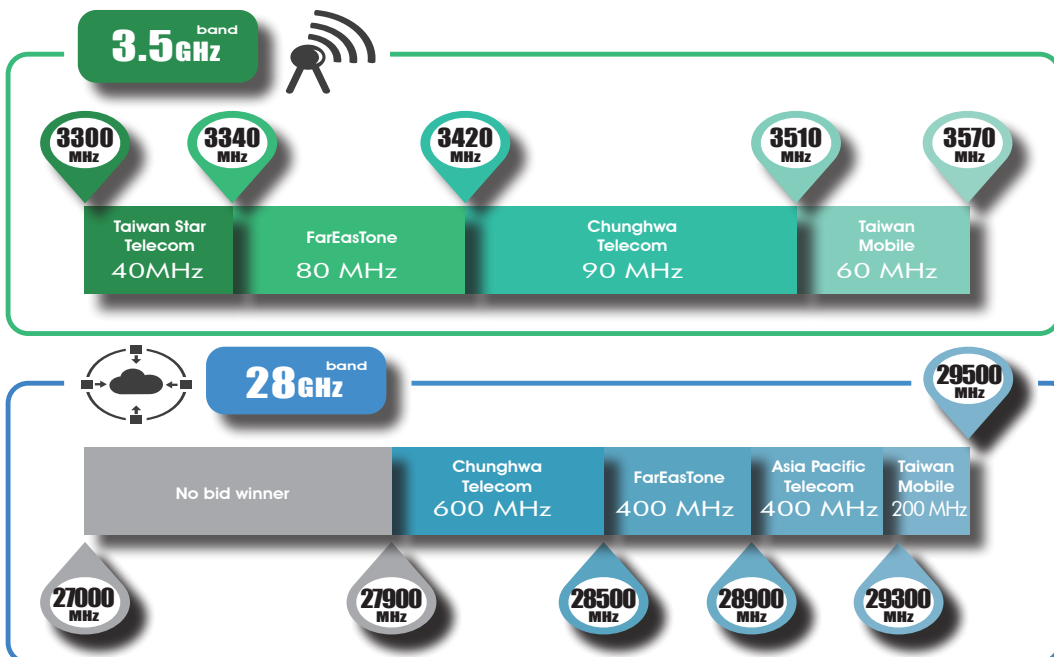 3.5GHz band
3300
MHz
3340
MHz
3420
MHz
3510
MHz
3570
MHz
Taiwan Star
Telecom
40MHz
FarEasTone
80 MHz
Chunghwa
Telecom
90 MHz
Taiwan
Mobile
60 MHz
28GHz band
29500
MHz
No bid winner
Chunghwa
Telecom
600 MHz
FarEasTone
400 MHz
Asia Pacific
Telecom
400 MHz
Taiwan
Mobile
200 MHz
27000
MHz
27900
MHz
28500
MHz
28900
MHz
29300
MHz